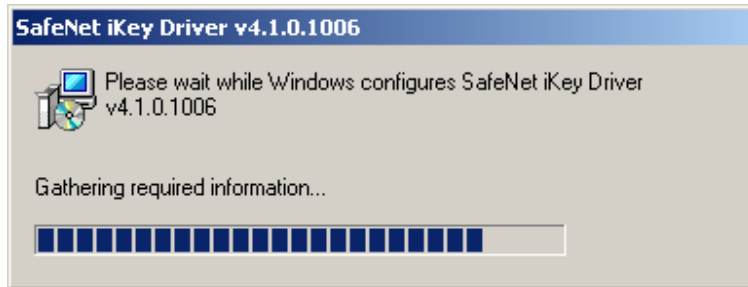 SafeNet iKey Driver v4.1.0.1006
Please wait while Windows configures SafeNet iKey Driver
v4.1.0.1006
Gathering required information...